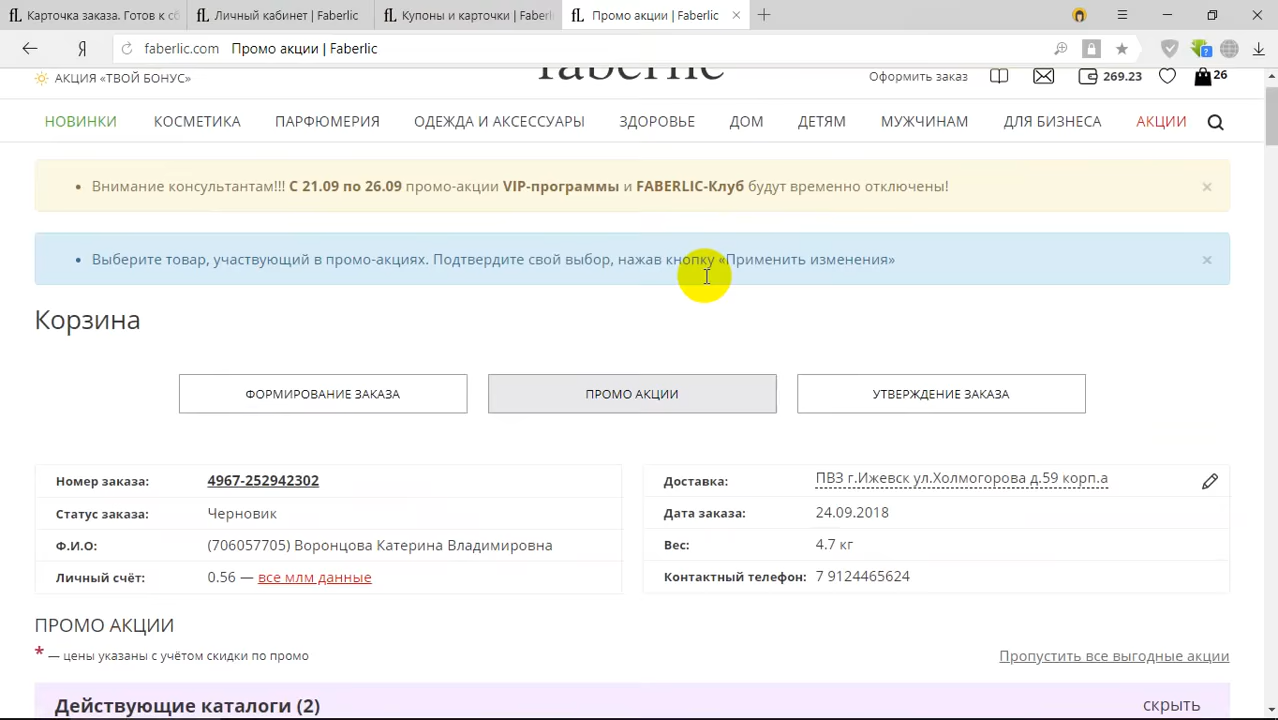 Карточка заказа. Готов к сб
Личный кабинет | Faberlic
Купоны и карточки | Faberl
Промо акции | Faberlic
faberlic.com Промо акции | Faberlic
АКЦИЯ «ТВОЙ БОНУС»
faberlic
Оформить заказ
269.23
26
НОВИНКИ КОСМЕТИКА ПАРФЮМЕРИЯ ОДЕЖДА И АКСЕССУАРЫ ЗДОРОВЬЕ ДОМ ДЕТЯМ МУЖЧИНАМ ДЛЯ БИЗНЕСА АКЦИИ
• Внимание консультантам!!! С 21.09 по 26.09 промо-акции VIP-программы и FABERLIC-Клуб будут временно отключены! ×
• Выберите товар, участвующий в промо-акциях. Подтвердите свой выбор, нажав кнопку «Применить изменения» ×
Корзина
ФОРМИРОВАНИЕ ЗАКАЗА
ПРОМО АКЦИИ
УТВЕРЖДЕНИЕ ЗАКАЗА
Номер заказа: 4967-252942302
Статус заказа: Черновик
Ф.И.О: (706057705) Воронцова Катерина Владимировна
Личный счёт: 0.56 — все млм данные
Доставка: ПВЗ г.Ижевск ул.Холмогорова д.59 корп.а
Дата заказа: 24.09.2018
Вес: 4.7 кг
Контактный телефон: 7 9124465624
ПРОМО АКЦИИ
* — цены указаны с учётом скидки по промо
Пропустить все выгодные акции
Действующие каталоги (2)
скрыть